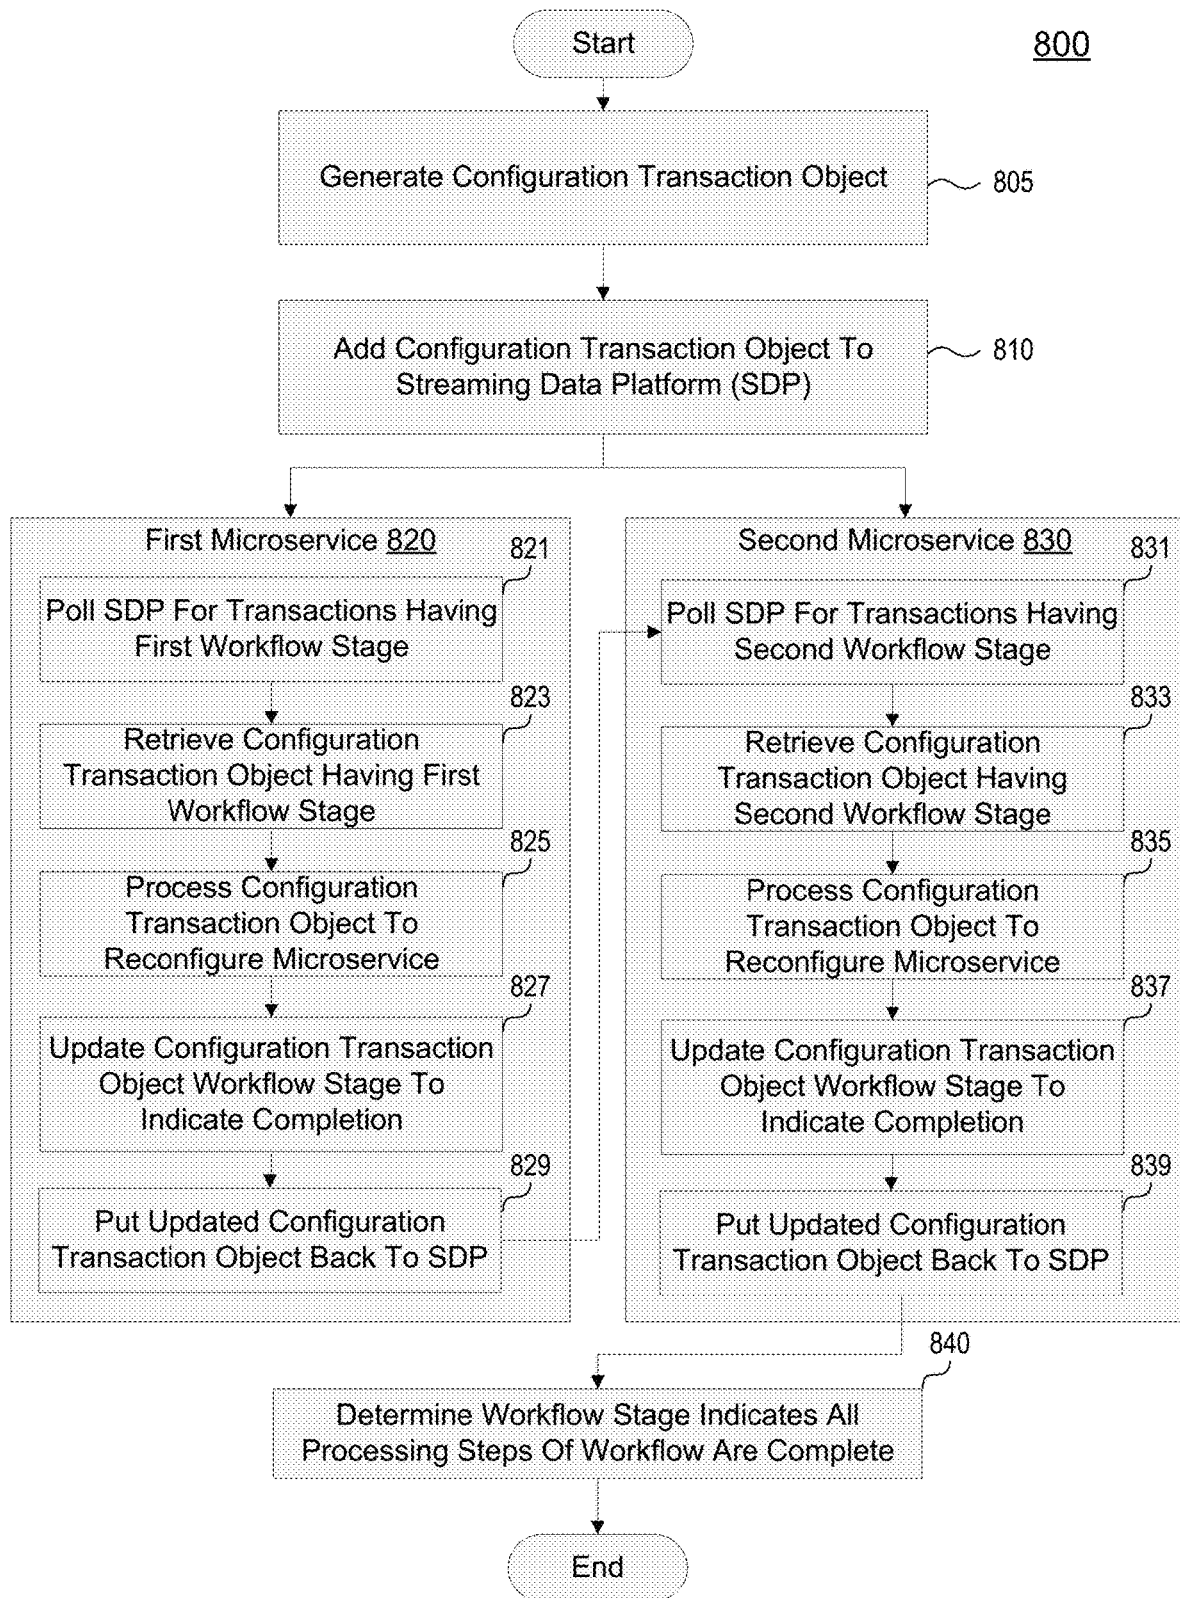 Start
800
Generate Configuration Transaction Object
805
Add Configuration Transaction Object To
Streaming Data Platform (SDP)
810
First Microservice 820
821
Poll SDP For Transactions Having
First Workflow Stage
823
Retrieve Configuration
Transaction Object Having First
Workflow Stage
825
Process Configuration
Transaction Object To
Reconfigure Microservice
827
Update Configuration Transaction
Object Workflow Stage To
Indicate Completion
829
Put Updated Configuration
Transaction Object Back To SDP
Second Microservice 830
831
Poll SDP For Transactions Having
Second Workflow Stage
833
Retrieve Configuration
Transaction Object Having
Second Workflow Stage
835
Process Configuration
Transaction Object To
Reconfigure Microservice
837
Update Configuration Transaction
Object Workflow Stage To
Indicate Completion
839
Put Updated Configuration
Transaction Object Back To SDP
840
Determine Workflow Stage Indicates All
Processing Steps Of Workflow Are Complete
End